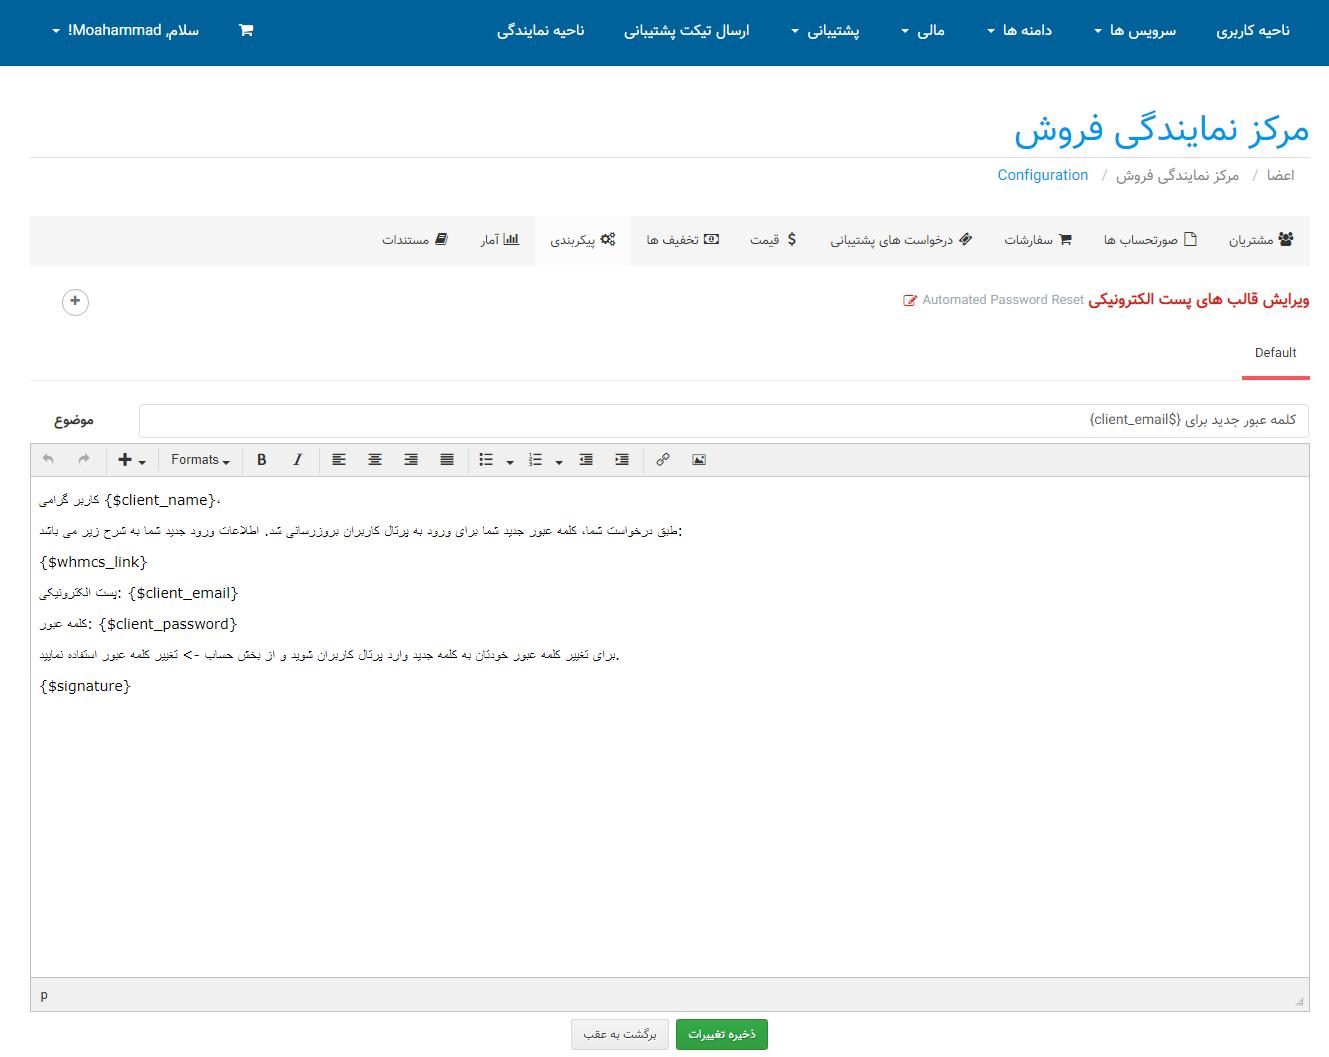 ناحیه کاربری سرویس ها دامنه ها مالی پشتیبانی ارسال تیکت پشتیبانی ناحیه نمایندگی سلام, Moahammad!
مرکز نمایندگی فروش
اعضا / مرکز نمایندگی فروش / Configuration
مشتریان صورتحساب ها سفارشات درخواست های پشتیبانی قیمت تخفیف ها پیکربندی آمار مستندات
ویرایش قالب های پست الکترونیکی Automated Password Reset
Default
موضوع
کلمه عبور جدید برای {$client_email}
Formats
کاربر گرامی {$client_name}،
طبق درخواست شما، کلمه عبور جدید شما برای ورود به پرتال کاربران بروزرسانی شد. اطلاعات ورود جدید شما به شرح زیر می باشد:
{$whmcs_link}
پست الکترونیکی: {$client_email}
کلمه عبور: {$client_password}
برای تغییر کلمه عبور خودتان به کلمه جدید وارد پرتال کاربران شوید و از بخش حساب -> تغییر کلمه عبور استفاده نمایید.
{$signature}
p
ذخیره تغییرات برگشت به عقب